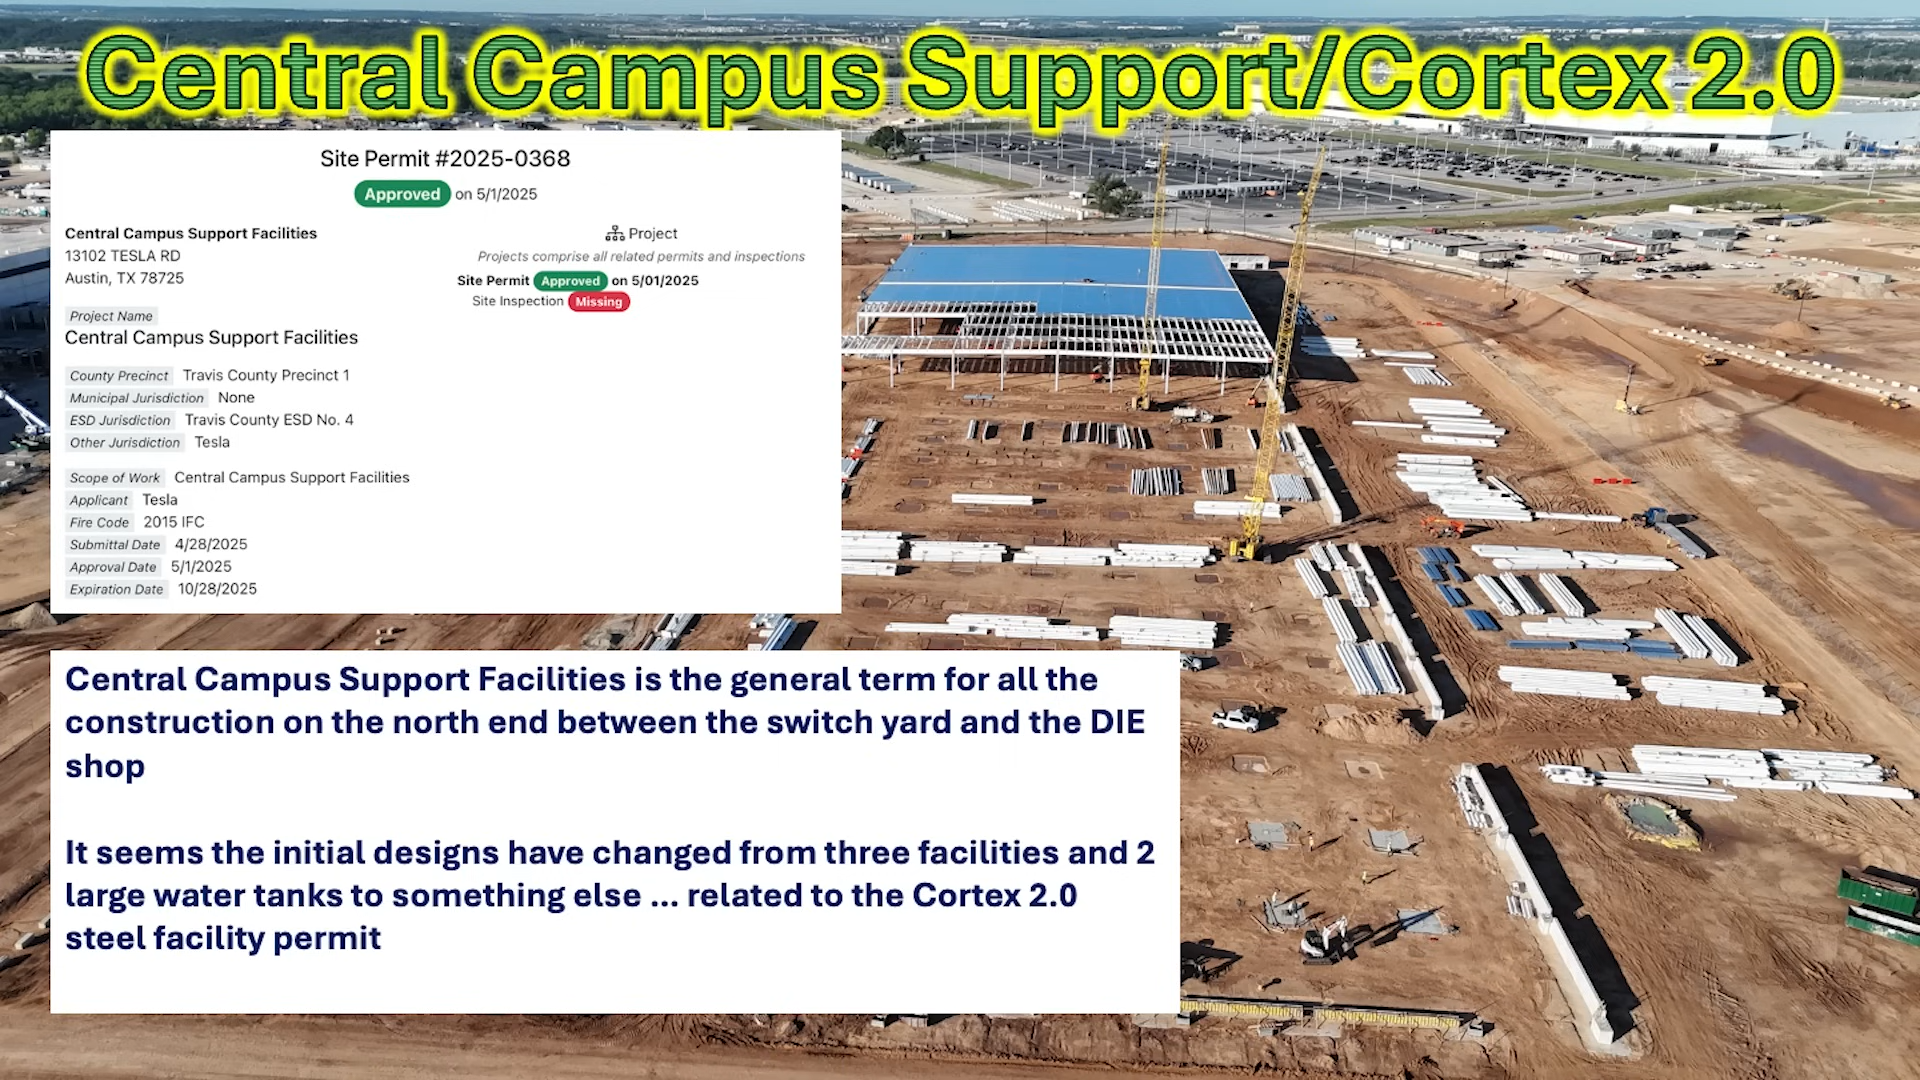 Central Campus Support/Cortex 2.0
Site Permit #2025-0368
Approved on 5/1/2025
Central Campus Support Facilities
13102 TESLA RD
Austin, TX 78725
Project
Projects comprise all related permits and inspections
Site Permit Approved on 5/01/2025
Site Inspection Missing
Project Name
Central Campus Support Facilities
County Precinct Travis County Precinct 1
Municipal Jurisdiction None
ESD Jurisdiction Travis County ESD No. 4
Other Jurisdiction Tesla
Scope of Work Central Campus Support Facilities
Applicant Tesla
Fire Code 2015 IFC
Submittal Date 4/28/2025
Approval Date 5/1/2025
Expiration Date 10/28/2025
Central Campus Support Facilities is the general term for all the
construction on the north end between the switch yard and the DIE
shop
It seems the initial designs have changed from three facilities and 2
large water tanks to something else ... related to the Cortex 2.0
steel facility permit